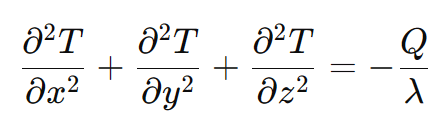 ∂²T/∂x² + ∂²T/∂y² + ∂²T/∂z² = −Q/λ